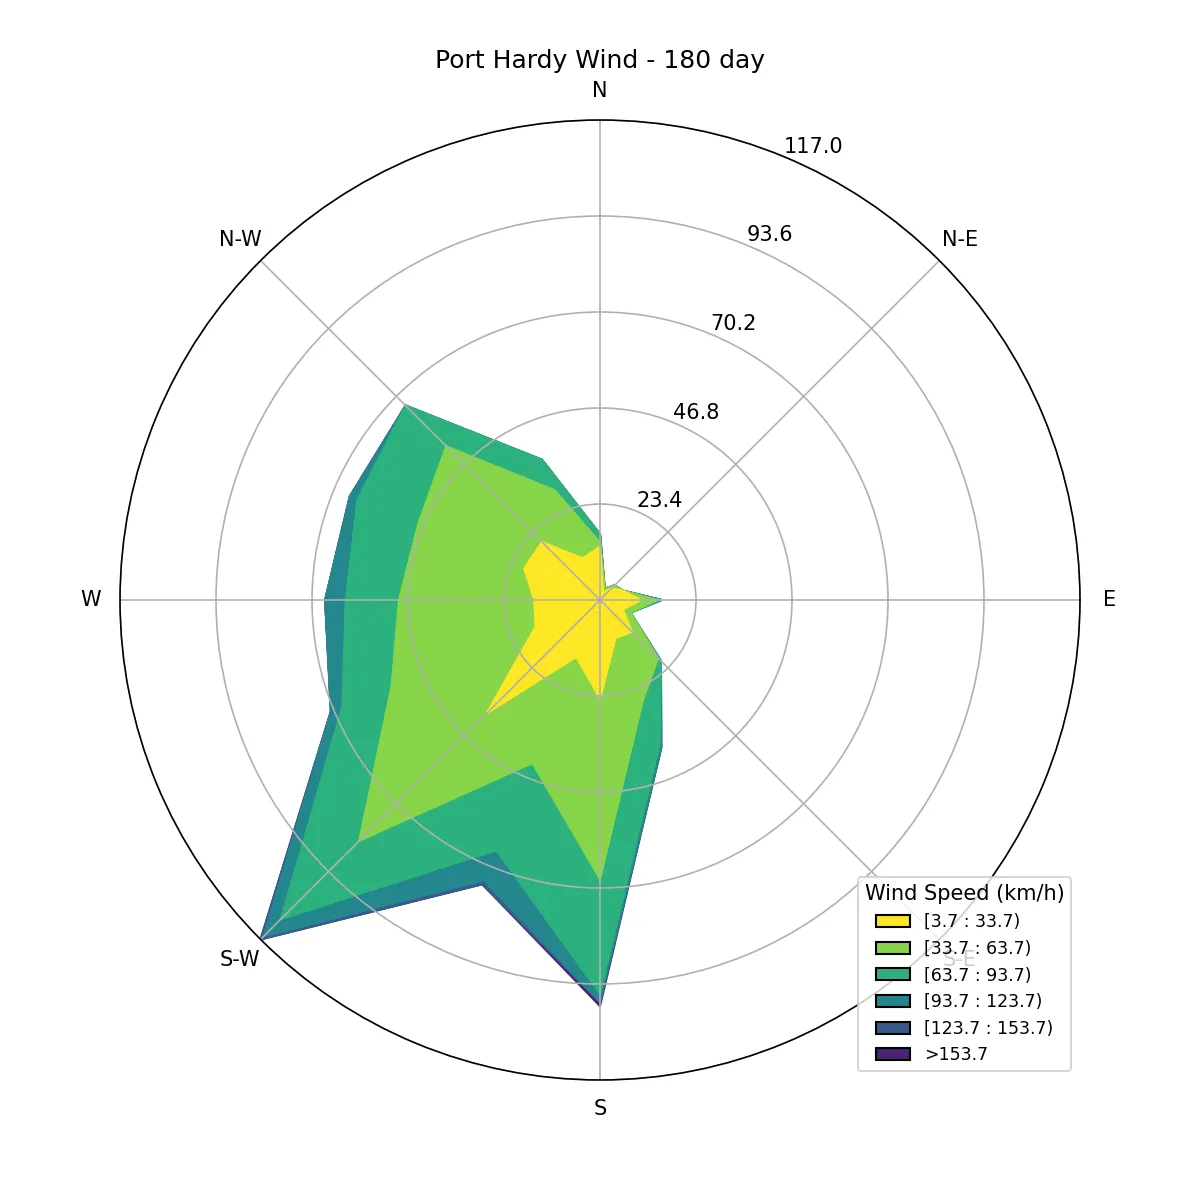 Port Hardy Wind - 180 day
N
117.0
N-W
93.6
N-E
70.2
46.8
23.4
W
E
Wind Speed (km/h)
[3.7 : 33.7)
[33.7 : 63.7)
S-W
S-E
[63.7 : 93.7)
[93.7 : 123.7)
[123.7 : 153.7)
>153.7
S